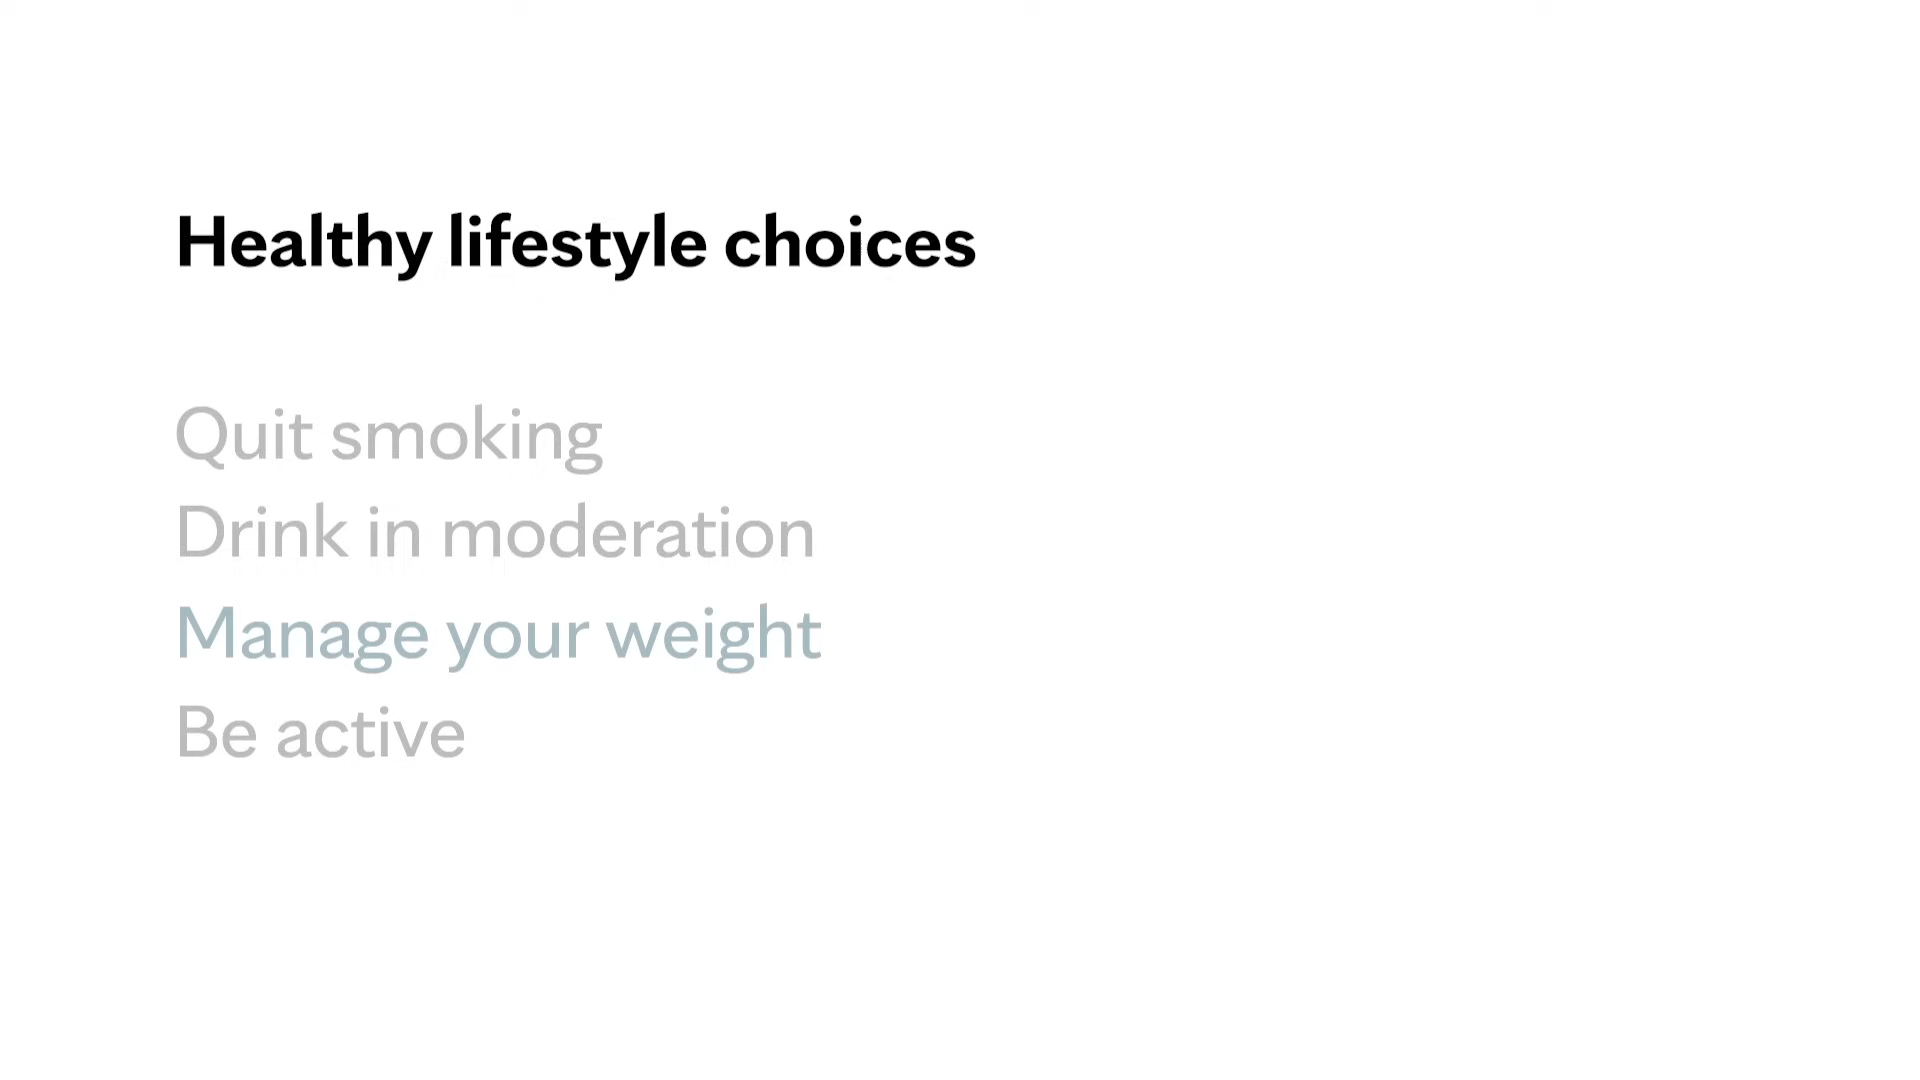 Healthy lifestyle choices
Quit smoking
Drink in moderation
Manage your weight
Be active